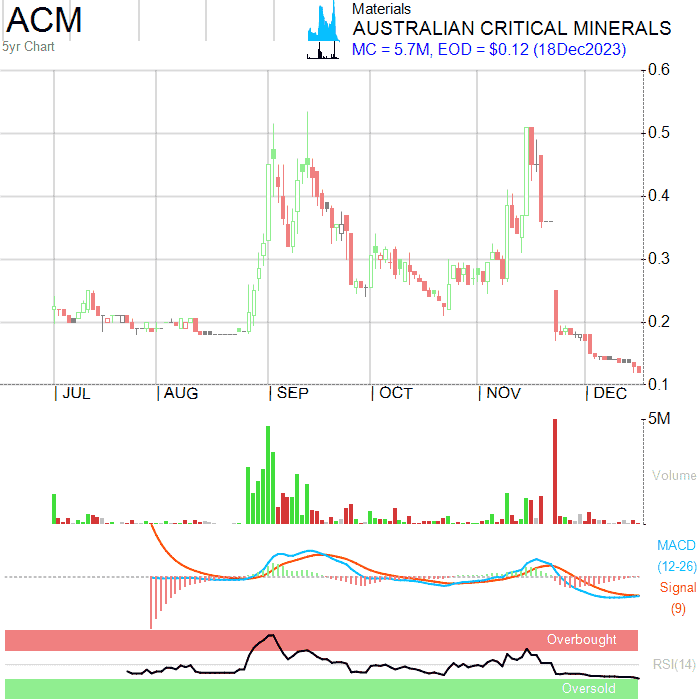 ACM
5yr Chart
Materials
AUSTRALIAN CRITICAL MINERALS
MC = 5.7M, EOD = $0.12 (18Dec2023)
0.6
0.5
0.4
0.3
0.2
0.1
JUL AUG SEP OCT NOV DEC
5M
Volume
MACD
(12-26)
Signal
(9)
Overbought
RSI(14)
Oversold